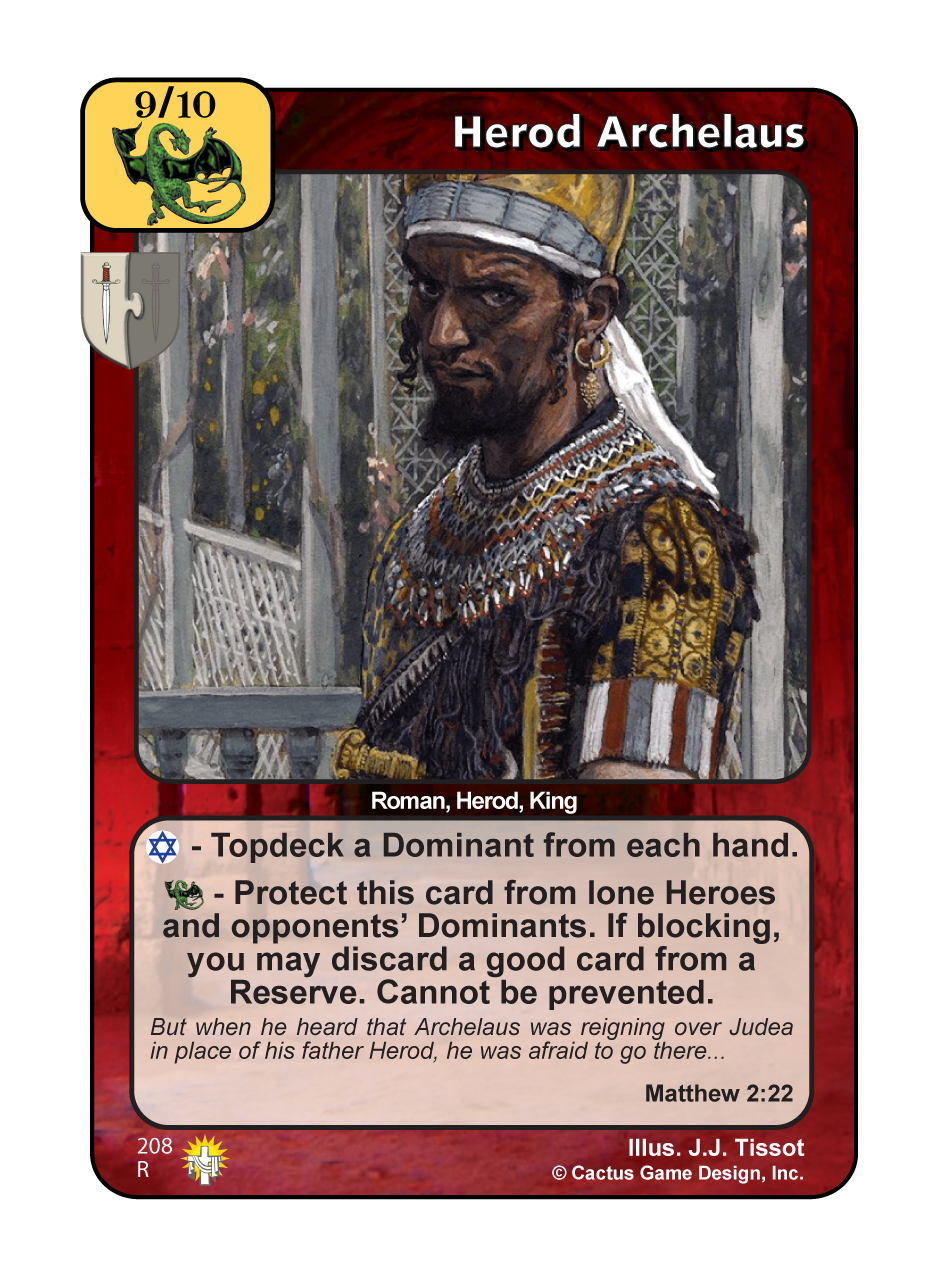 9/10
Herod Archelaus
Roman, Herod, King
- Topdeck a Dominant from each hand.
- Protect this card from lone Heroes
and opponents’ Dominants. If blocking,
you may discard a good card from a
Reserve. Cannot be prevented.
But when he heard that Archelaus was reigning over Judea
in place of his father Herod, he was afraid to go there...
Matthew 2:22
208
R
Illus. J.J. Tissot
© Cactus Game Design, Inc.